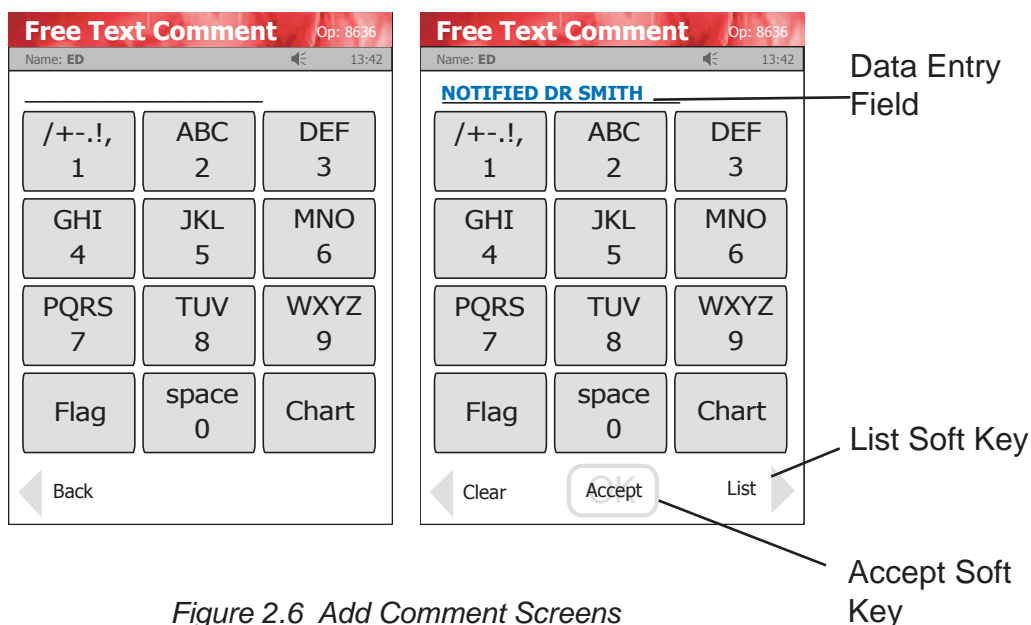 Free Text Comment Op: 8636
Name: ED 13:42
/+-.!, ABC DEF
1 2 3
GHI JKL MNO
4 5 6
PQRS TUV WXYZ
7 8 9
Flag space Chart
0
Back
Free Text Comment Op: 8636
Name: ED 13:42
NOTIFIED DR SMITH
/+-.!, ABC DEF
1 2 3
GHI JKL MNO
4 5 6
PQRS TUV WXYZ
7 8 9
Flag space Chart
0
Clear OK Accept List
Data Entry
Field
List Soft Key
Accept Soft
Key
Figure 2.6 Add Comment Screens